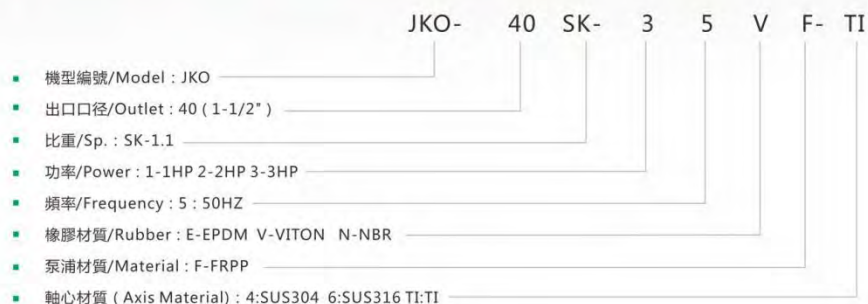 JKO- 40 SK- 3 5 V F- TI
機型編號/Model : JKO
出口口径/Outlet : 40 ( 1-1/2" )
比重/Sp. : SK-1.1
功率/Power : 1-1HP 2-2HP 3-3HP
頻率/Frequency : 5 : 50HZ
橡膠材質/Rubber : E-EPDM V-VITON N-NBR
泵浦材質/Material : F-FRPP
軸心材質 ( Axis Material) : 4:SUS304 6:SUS316 TI:TI